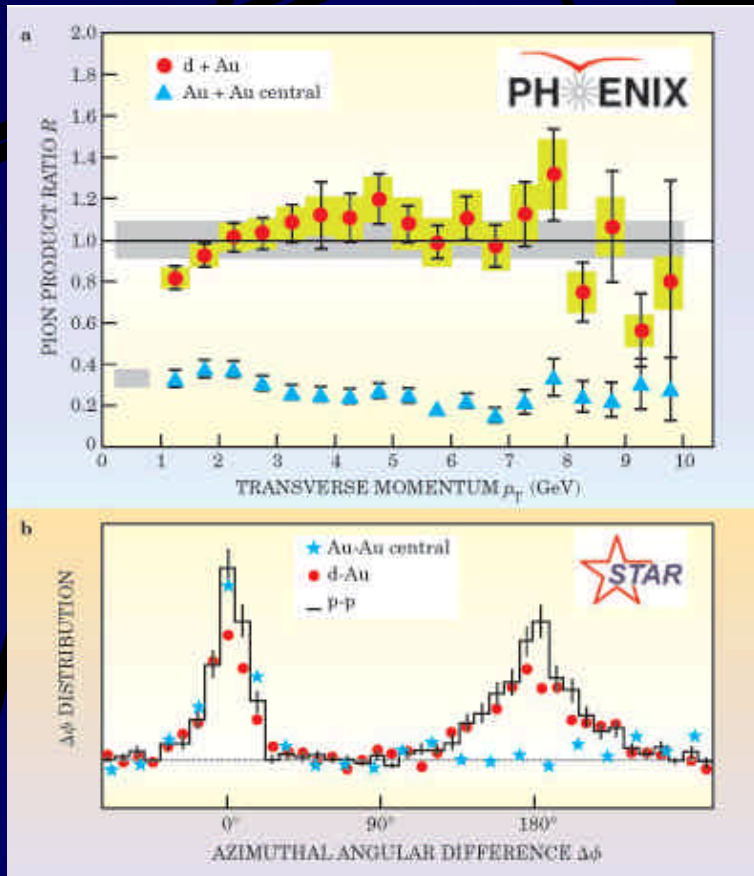 a
2.0
1.8
1.6
1.4
1.2
1.0
0.8
0.6
0.4
0.2
0
PION PRODUCT RATIO R
d + Au
Au + Au central
PHENIX
0 1 2 3 4 5 6 7 8 9 10
TRANSVERSE MOMENTUM pT (GeV)
b
Au-Au central
d-Au
p-p
STAR
Δϕ DISTRIBUTION
0° 90° 180°
AZIMUTHAL ANGULAR DIFFERENCE Δϕ